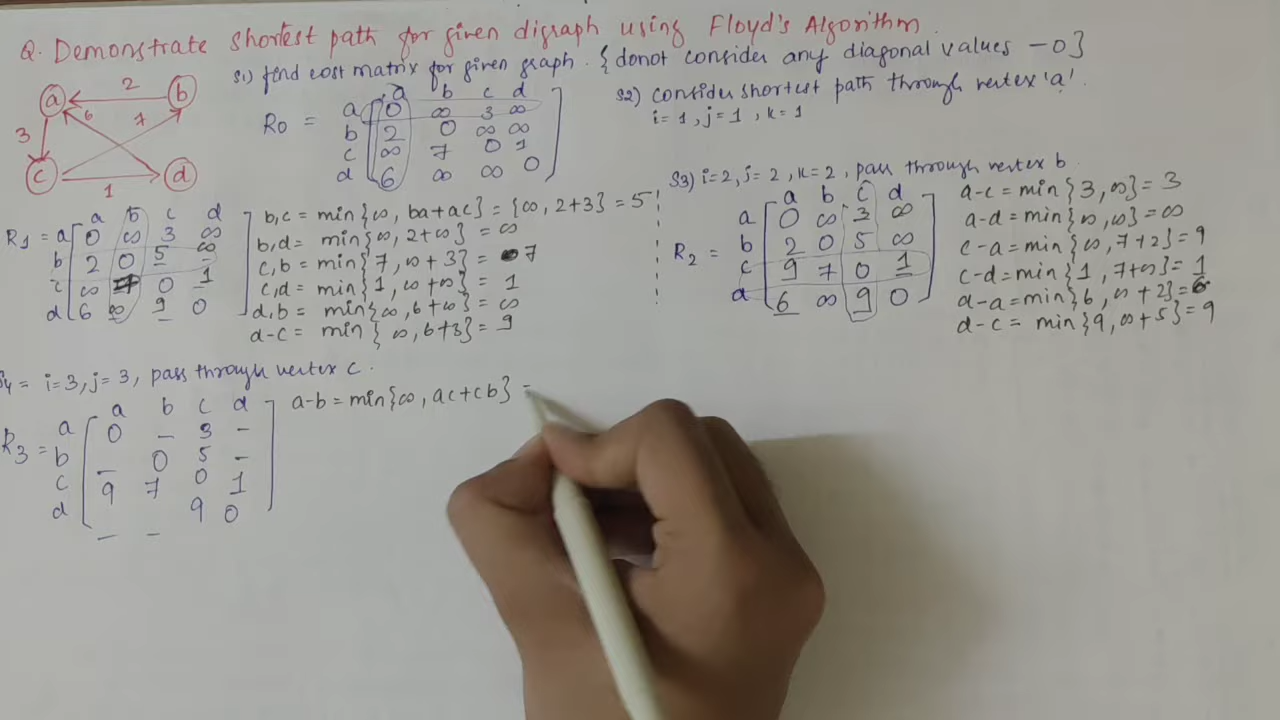 Q. Demonstrate shortest path for given digraph using Floyd's Algorithm
S1) find cost matrix for given graph. {donot consider any diagonal values - 0}
a 2 b
3 6 7
c 1 d
a b c d
R0 =
a 0 ∞ 3 ∞
b 2 0 ∞ ∞
c ∞ 7 0 1
d 6 ∞ ∞ 0
S2) consider shortest path through vertex 'a'.
i=1, j=1, k=1
a b c d
R1 =
a 0 ∞ 3 ∞
b 2 0 5 ∞
c ∞ 7 0 1
d 6 ∞ 9 0
b,c = min{∞, ba+ac} = {∞, 2+3} = 5
b,d = min{∞, 2+∞} = ∞
c,b = min{7, ∞+3} = 7
c,d = min{1, ∞+∞} = 1
d,b = min{∞, 6+∞} = ∞
d-c = min{∞, 6+3} = 9
S3) i=2, j=2, k=2, pass through vertex b.
a b c d
R2 =
a 0 ∞ 3 ∞
b 2 0 5 ∞
c 9 7 0 1
d 6 ∞ 9 0
a-c = min{3, ∞} = 3
a-d = min{∞, ∞} = ∞
c-a = min{∞, 7+2} = 9
c-d = min{1, 7+∞} = 1
d-a = min{6, ∞+2} = 6
d-c = min{9, ∞+5} = 9
S4 = i=3, j=3, pass through vertex c.
a b c d
R3 =
a 0 - 3 -
b - 0 5 -
c 9 7 0 1
d - - 9 0
a-b = min{∞, ac+cb} =